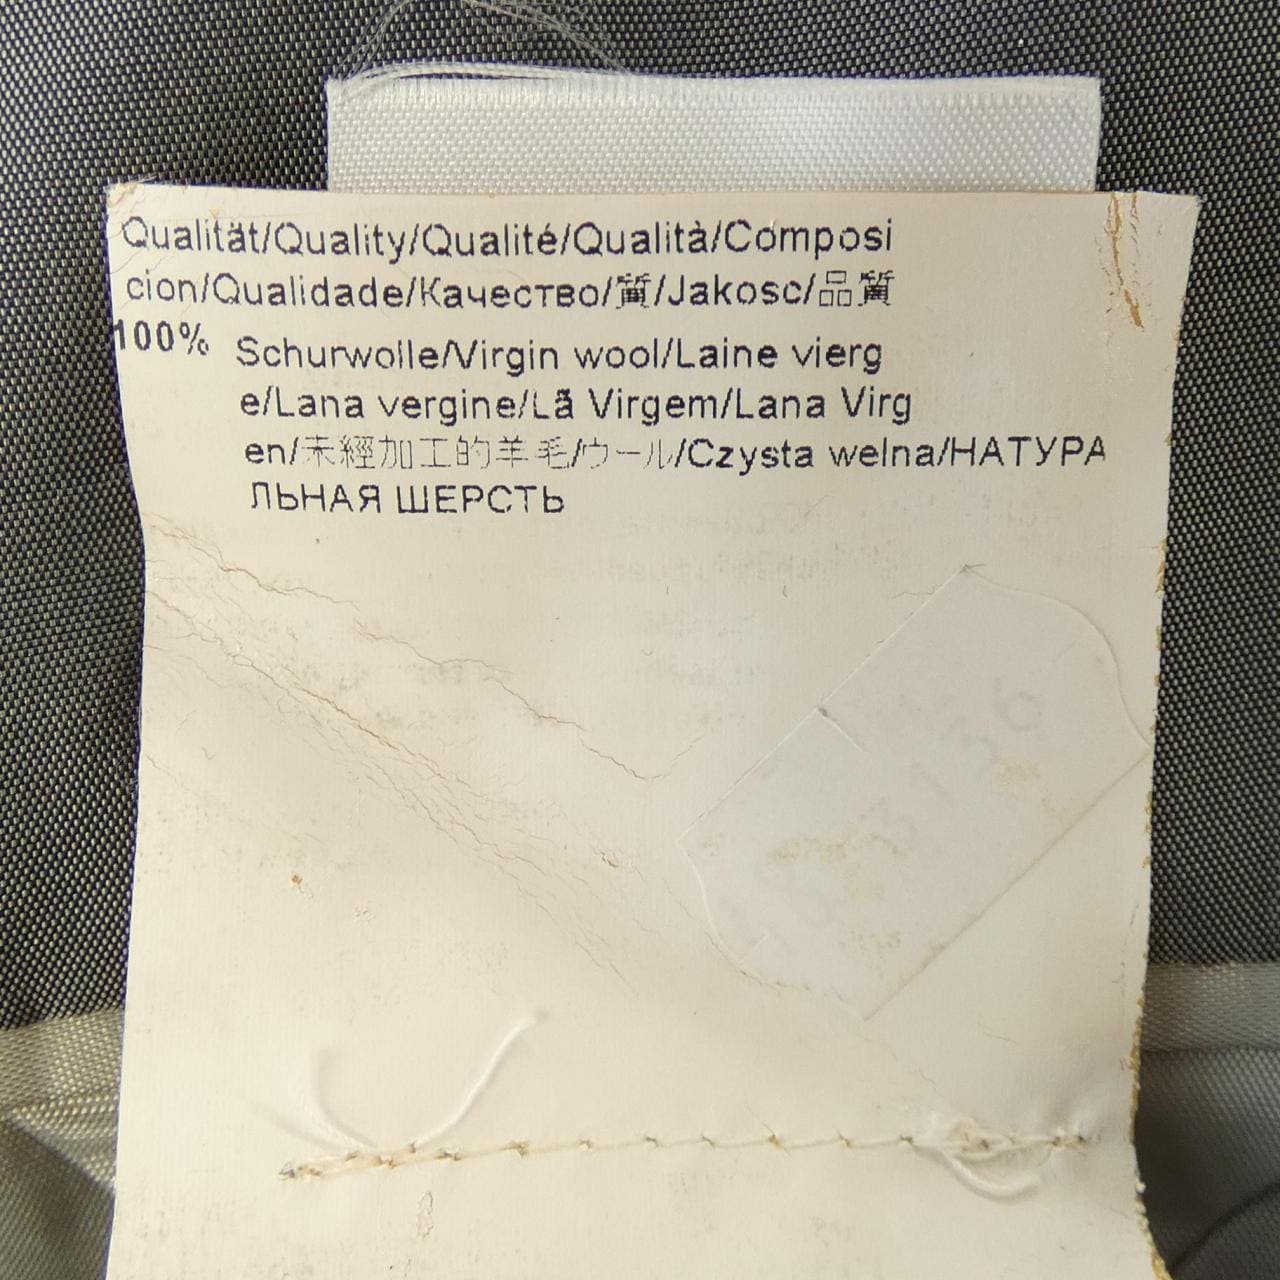 Qualität/Quality/Qualité/Qualità/Composi
cion/Qualidade/Качество/質/Jakosc/品質
100% Schurwolle/Virgin wool/Laine vierg
e/Lana vergine/Lã Virgem/Lana Virg
en/未經加工的羊毛/ウール/Czysta welna/НАТУРА
ЛЬНАЯ ШЕРСТЬ